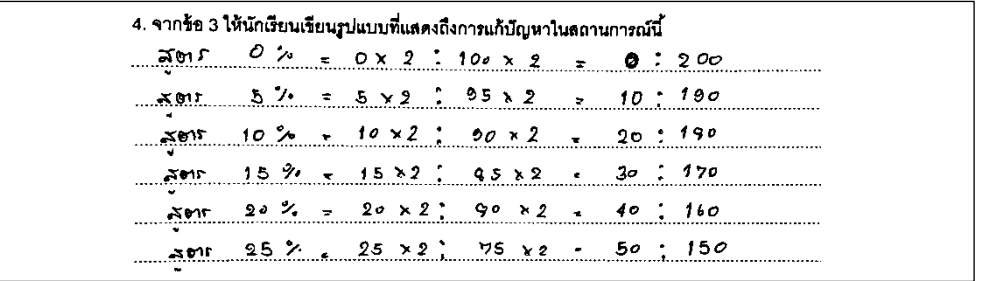 4. จากข้อ 3 ให้นักเรียนเขียนรูปแบบที่แสดงถึงการแก้ปัญหาในสถานการณ์นี้
สูตร 0 % = 0 x 2 : 100 x 2 = 0 : 200
สูตร 5 % = 5 x 2 : 95 x 2 = 10 : 190
สูตร 10 % = 10 x 2 : 90 x 2 = 20 : 190
สูตร 15 % = 15 x 2 : 85 x 2 = 30 : 170
สูตร 20 % = 20 x 2 : 90 x 2 = 40 : 160
สูตร 25 % = 25 x 2 : 75 x 2 = 50 : 150